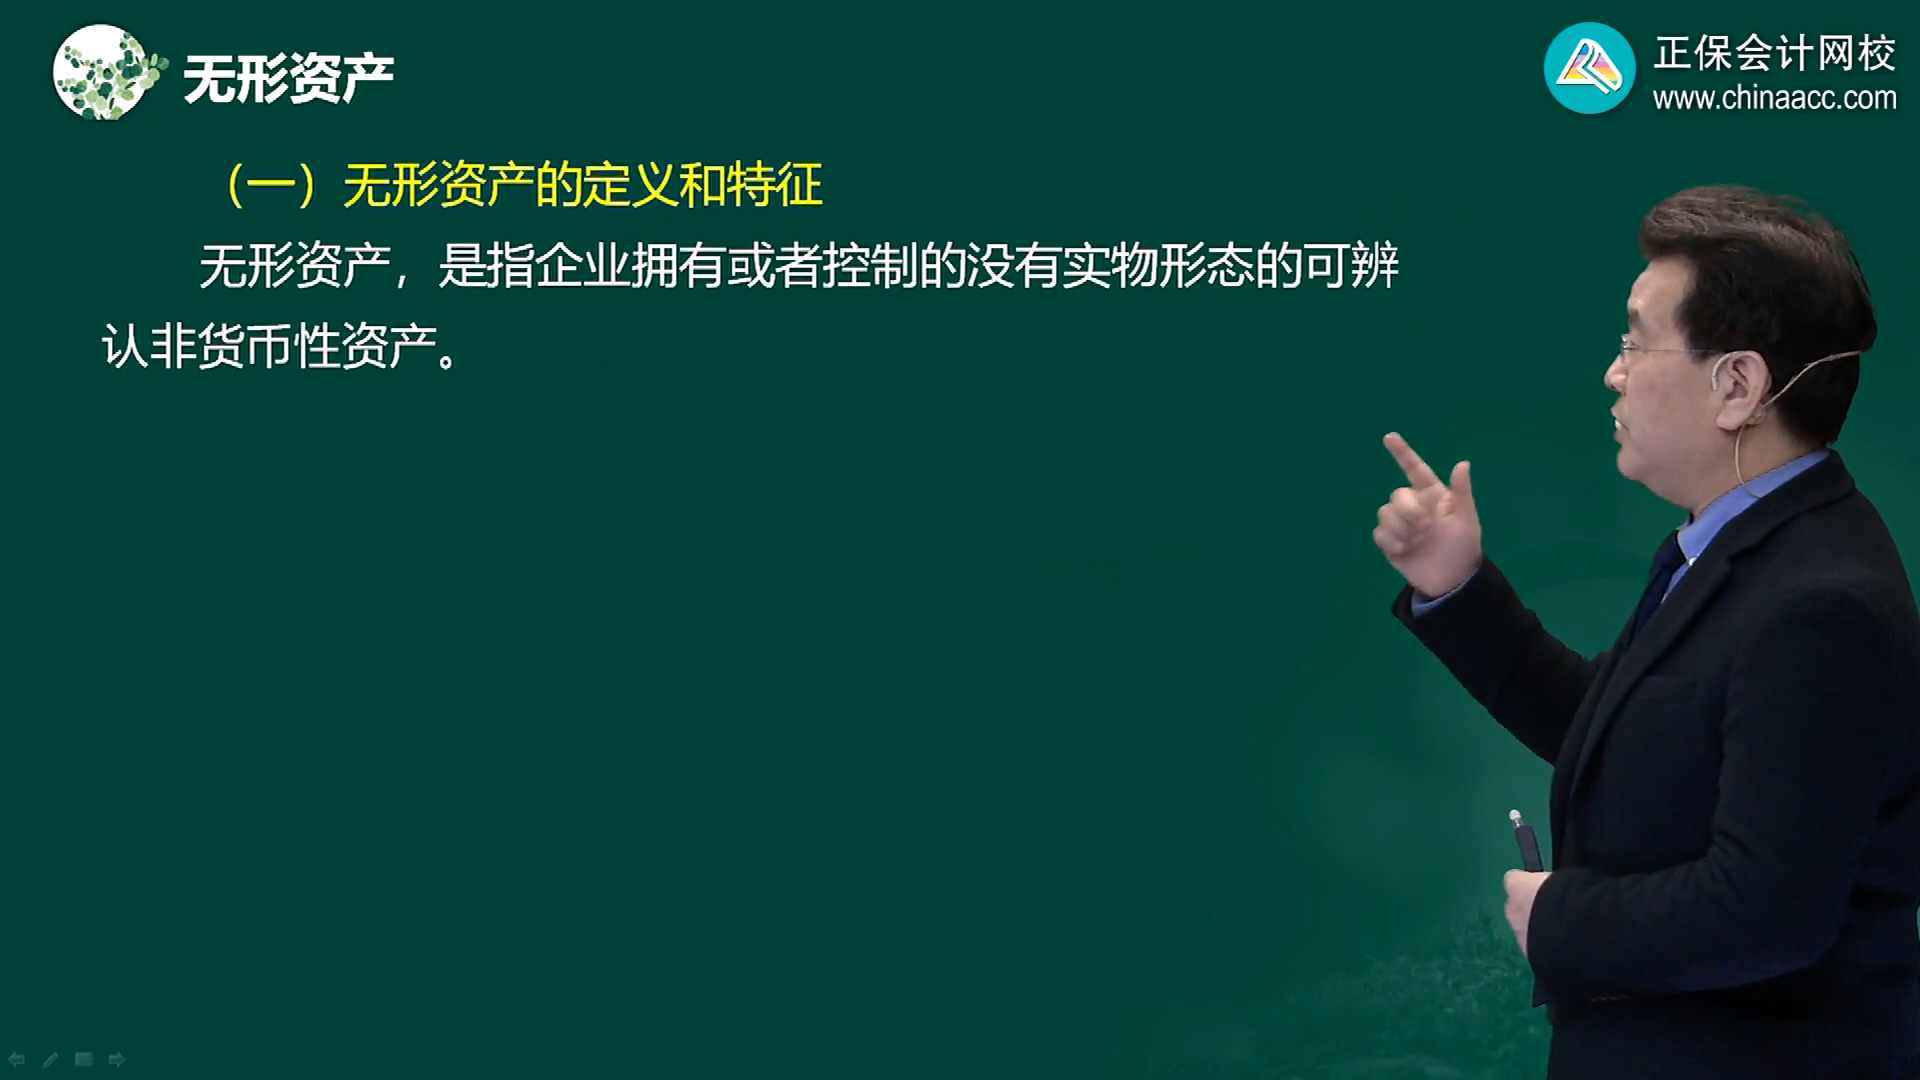 无形资产
正保会计网校
www.chinaacc.com
（一）无形资产的定义和特征
无形资产，是指企业拥有或者控制的没有实物形态的可辨
认非货币性资产。